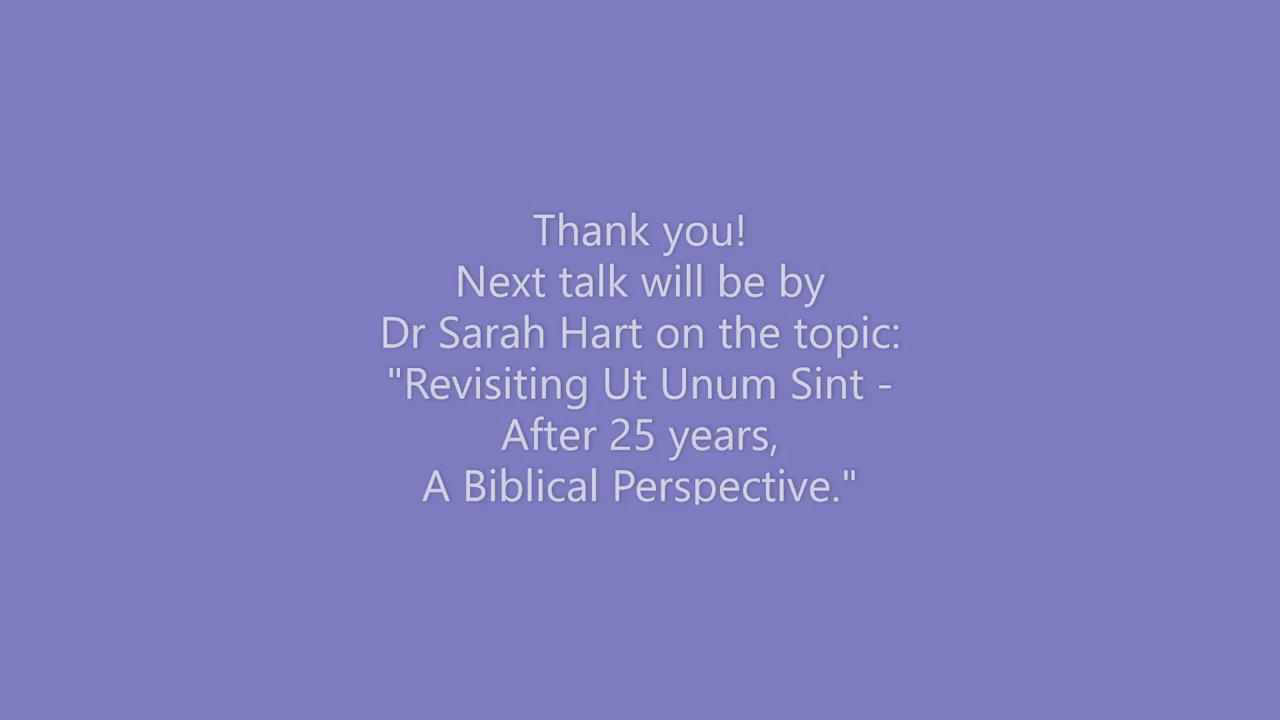 Thank you!
Next talk will be by
Dr Sarah Hart on the topic:
"Revisiting Ut Unum Sint -
After 25 years,
A Biblical Perspective."